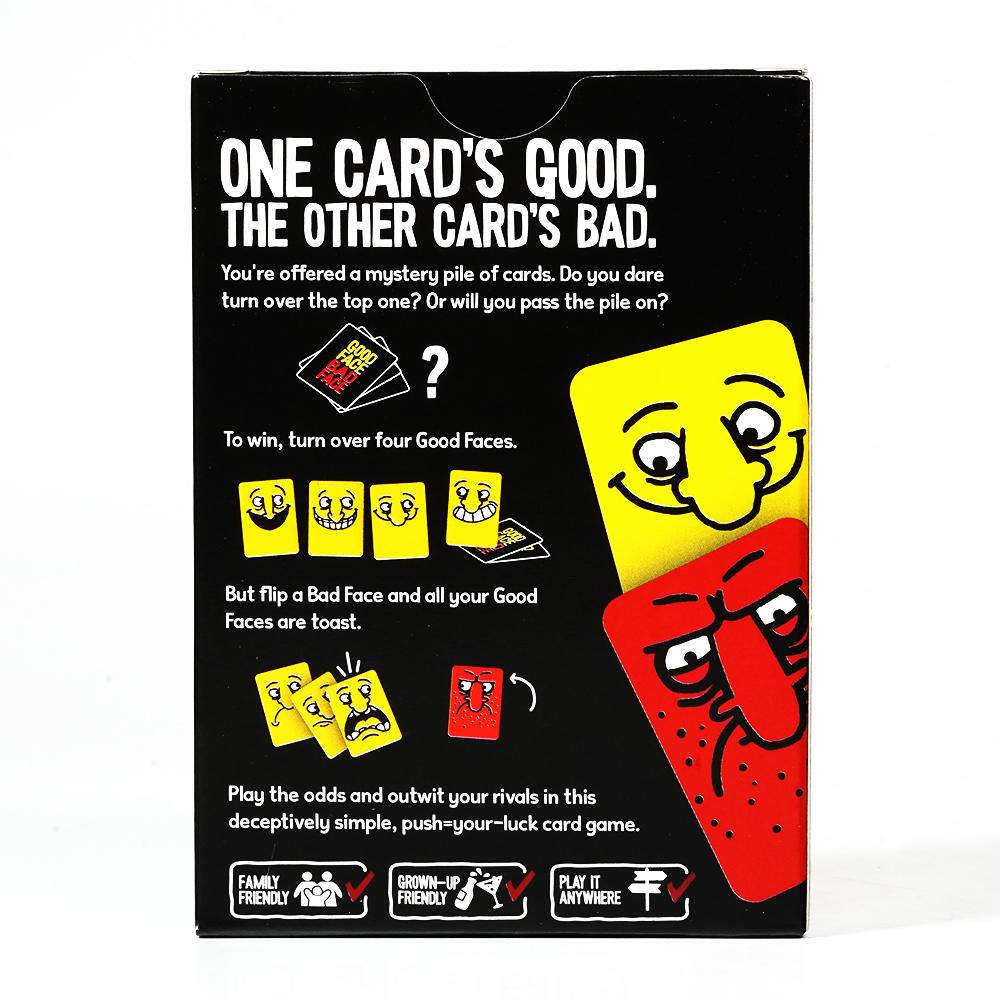 ONE CARD'S GOOD.
THE OTHER CARD'S BAD.
You're offered a mystery pile of cards. Do you dare
turn over the top one? Or will you pass the pile on?
GOOD
FACE
BAD
FACE
?
To win, turn over four Good Faces.
GOOD
But flip a Bad Face and all your Good
Faces are toast.
Play the odds and outwit your rivals in this
deceptively simple, push=your-luck card game.
FAMILY
FRIENDLY
GROWN-UP
FRIENDLY
PLAY IT
ANYWHERE